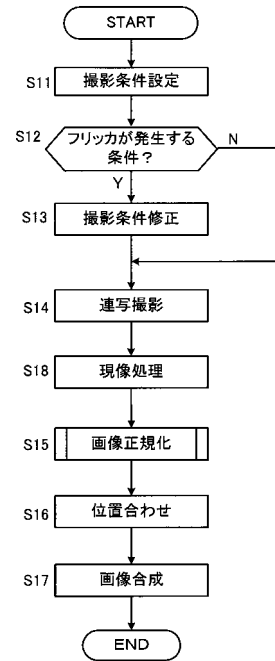 START
S11 撮影条件設定
S12 フリッカが発生する N
条件？
Y
S13 撮影条件修正
S14 連写撮影
S18 現像処理
S15 画像正規化
S16 位置合わせ
S17 画像合成
END